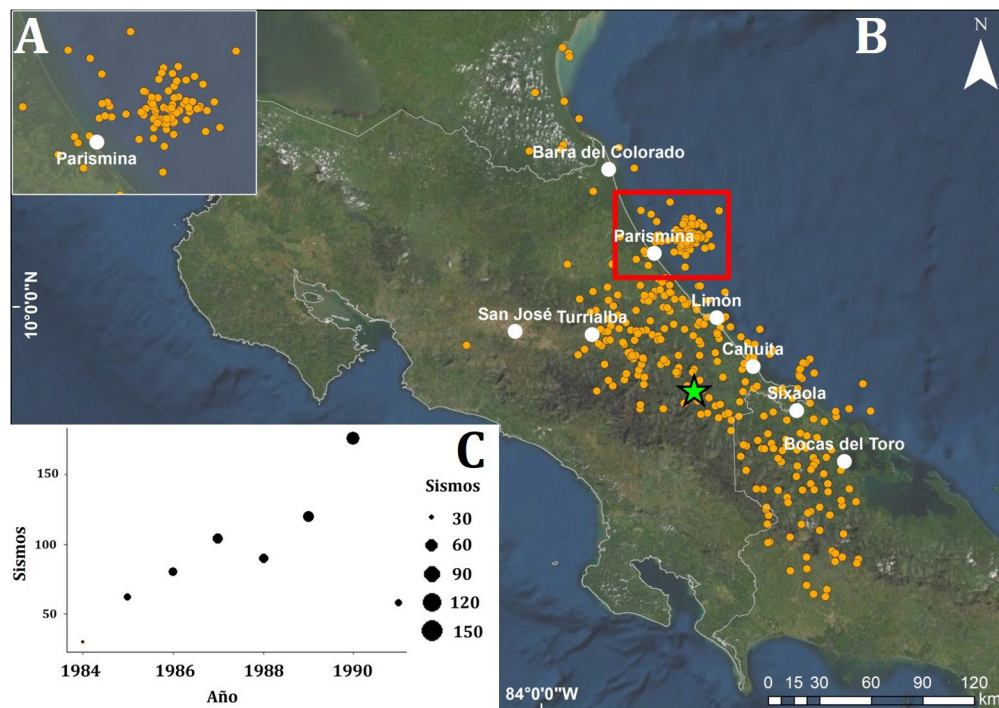 A
Parismina
B
N
Barra del Colorado
Parismina
Limón
San José
Turrialba
Cahuita
Sixaola
Bocas del Toro
10°0'0"N
84°0'0"W
0 15 30 60 90 120
km
C
Sismos
150
100
50
1984
1986
1988
1990
Año
Sismos
30
60
90
120
150